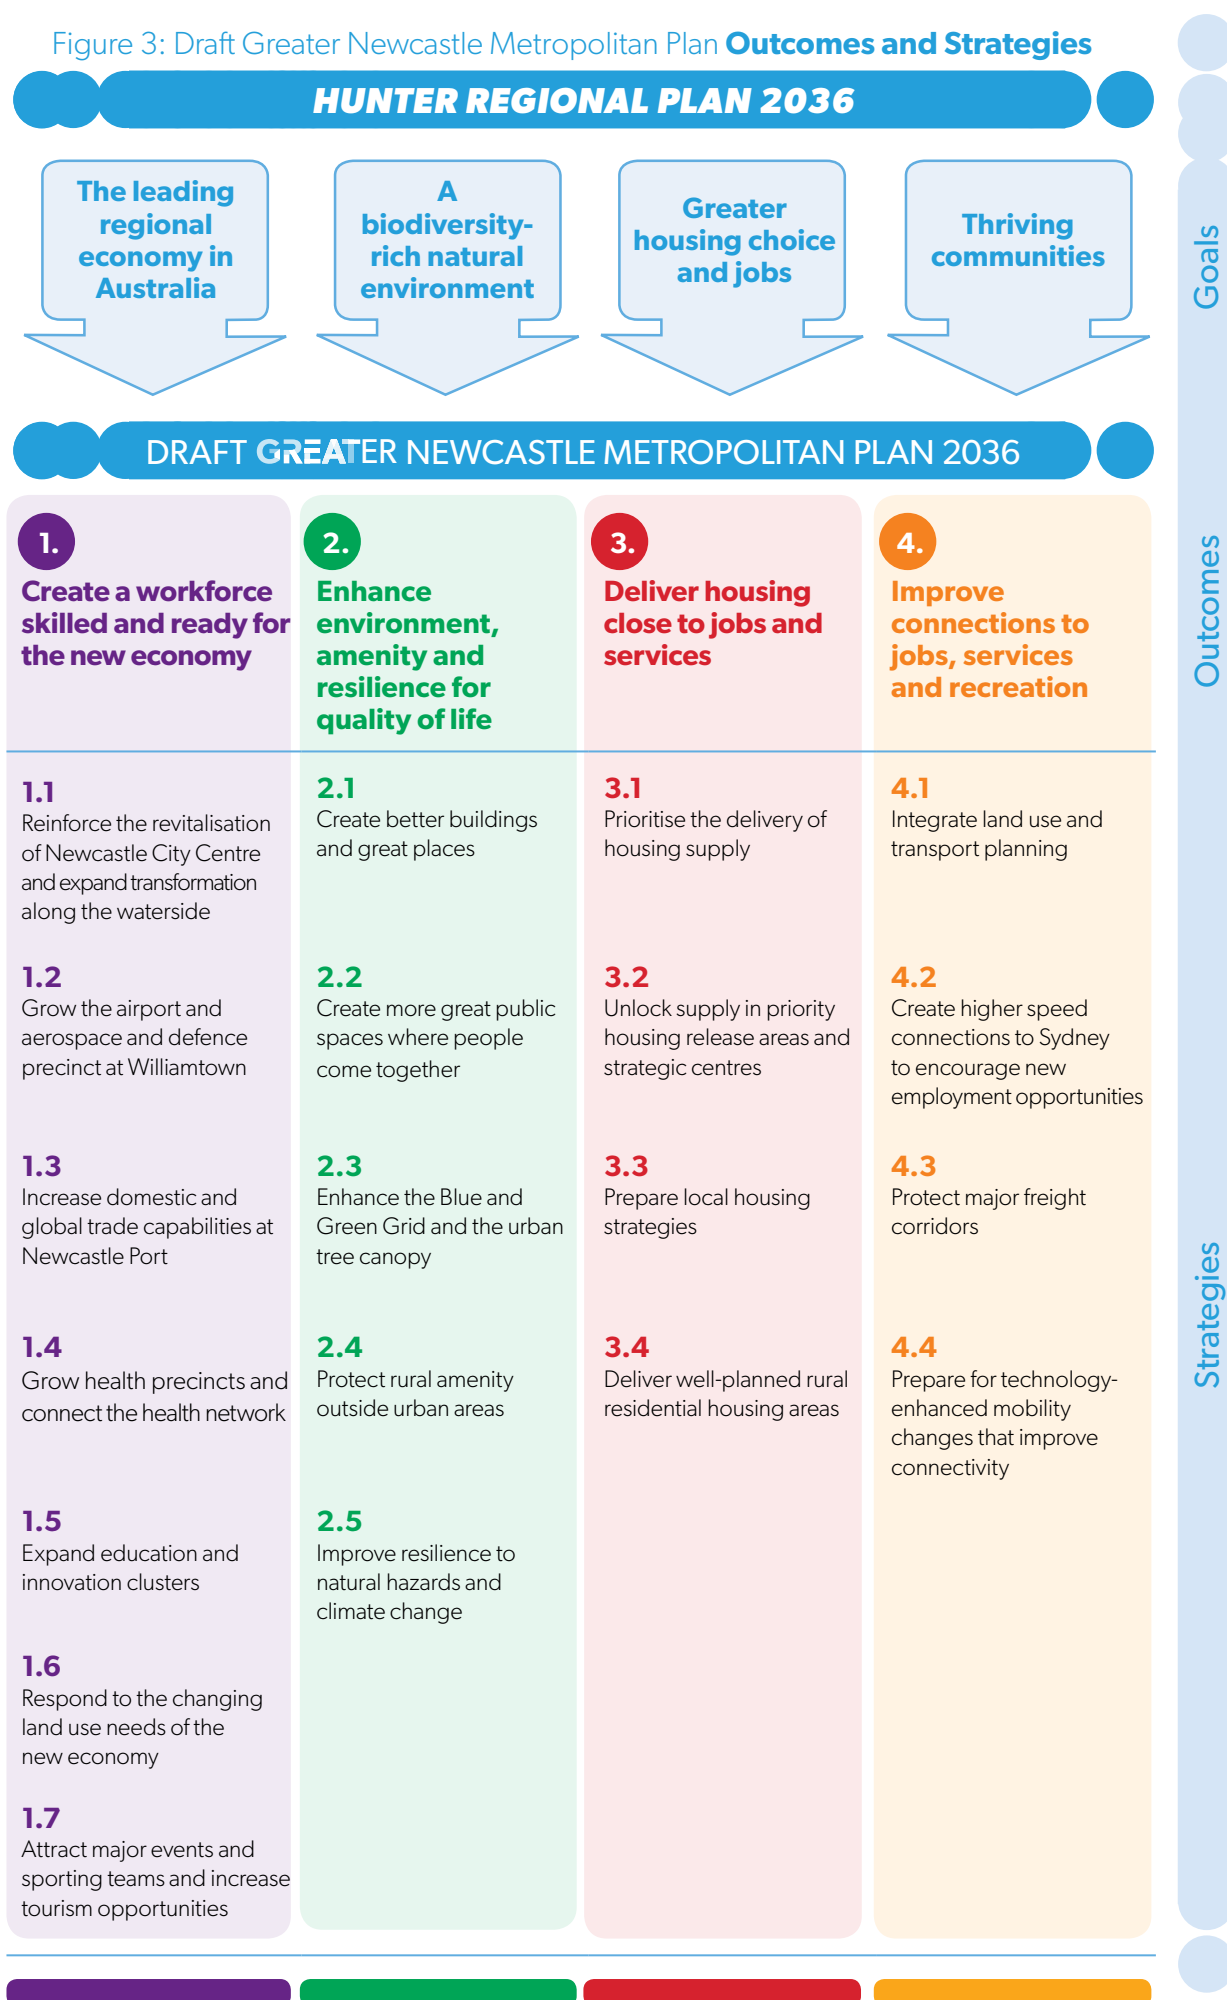 Figure 3: Draft Greater Newcastle Metropolitan Plan Outcomes and Strategies
HUNTER REGIONAL PLAN 2036
The leading
regional
economy in
Australia
A
biodiversity-
rich natural
environment
Greater
housing choice
and jobs
Thriving
communities
Goals
DRAFT GREATER NEWCASTLE METROPOLITAN PLAN 2036
1.
Create a workforce
skilled and ready for
the new economy
2.
Enhance
environment,
amenity and
resilience for
quality of life
3.
Deliver housing
close to jobs and
services
4.
Improve
connections to
jobs, services
and recreation
Outcomes
1.1
Reinforce the revitalisation
of Newcastle City Centre
and expand transformation
along the waterside
1.2
Grow the airport and
aerospace and defence
precinct at Williamtown
1.3
Increase domestic and
global trade capabilities at
Newcastle Port
1.4
Grow health precincts and
connect the health network
1.5
Expand education and
innovation clusters
1.6
Respond to the changing
land use needs of the
new economy
1.7
Attract major events and
sporting teams and increase
tourism opportunities
2.1
Create better buildings
and great places
2.2
Create more great public
spaces where people
come together
2.3
Enhance the Blue and
Green Grid and the urban
tree canopy
2.4
Protect rural amenity
outside urban areas
2.5
Improve resilience to
natural hazards and
climate change
3.1
Prioritise the delivery of
housing supply
3.2
Unlock supply in priority
housing release areas and
strategic centres
3.3
Prepare local housing
strategies
3.4
Deliver well-planned rural
residential housing areas
4.1
Integrate land use and
transport planning
4.2
Create higher speed
connections to Sydney
to encourage new
employment opportunities
4.3
Protect major freight
corridors
4.4
Prepare for technology-
enhanced mobility
changes that improve
connectivity
Strategies